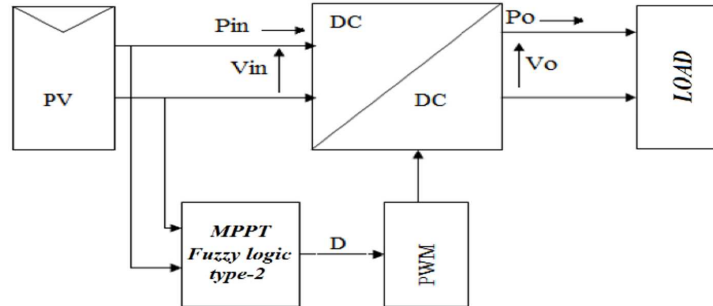 Pin
DC
Po
Vin
Vo
PV
DC
LOAD
MPPT
Fuzzy logic
type-2
D
PWM